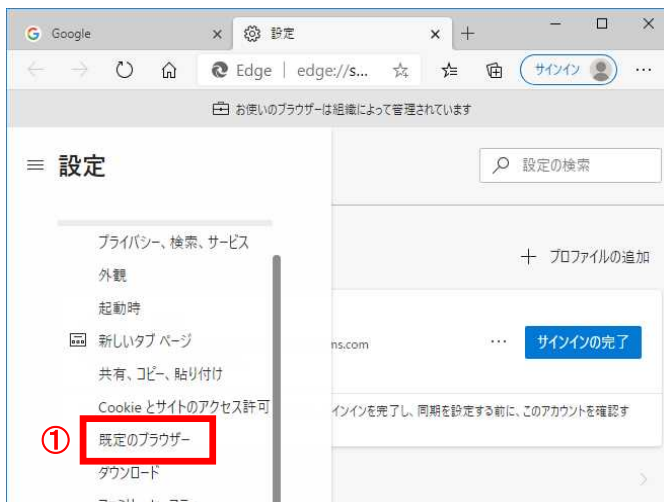 Google
設定
Edge | edge://s...
サインイン
お使いのブラウザーは組織によって管理されています
設定
設定の検索
プライバシー、検索、サービス
プロファイルの追加
外観
起動時
新しいタブ ページ
ns.com
サインインの完了
共有、コピー、貼り付け
Cookie とサイトのアクセス許可
インインを完了し、同期を設定する前に、このアカウントを確認す
① 既定のブラウザー
ダウンロード